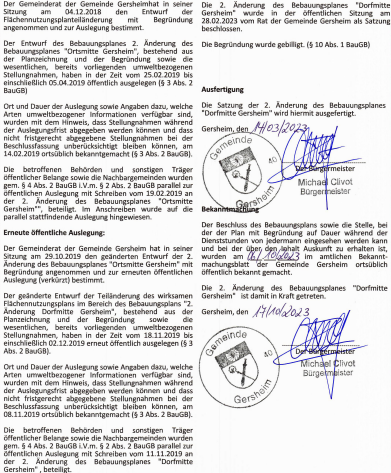 Der Gemeinderat der Gemeinde Gersheimhat in seiner
Sitzung am 04.12.2018 den Entwurf der
Flächennutzungsplanteiländerung mit Begründung
angenommen und zur Auslegung bestimmt.
Der Entwurf des Bebauungsplanes 2. Änderung des
Bebauungsplanes "Ortsmitte Gersheim", bestehend aus
der Planzeichnung und der Begründung sowie die
wesentlichen, bereits vorliegenden umweltbezogenen
Stellungnahmen, haben in der Zeit vom 25.02.2019 bis
einschließlich 05.04.2019 öffentlich ausgelegen (§ 3 Abs. 2
BauGB)
Ort und Dauer der Auslegung sowie Angaben dazu, welche
Arten umweltbezogener Informationen verfügbar sind,
wurden mit dem Hinweis, dass Stellungnahmen während
der Auslegungsfrist abgegeben werden können und dass
nicht fristgerecht abgegebene Stellungnahmen bei der
Beschlussfassung unberücksichtigt bleiben können, am
14.02.2019 ortsüblich bekanntgemacht (§ 3 Abs. 2 BauGB).
Die betroffenen Behörden und sonstigen Träger
öffentlicher Belange sowie die Nachbargemeinden wurden
gem. § 4 Abs. 2 BauGB i.V.m. § 2 Abs. 2 BauGB parallel zur
öffentlichen Auslegung mit Schreiben vom 19.02.2019 an
der 2. Änderung des Bebauungsplanes "Ortsmitte
Gersheim"", beteiligt. Im Anschreiben wurde auf die
parallel stattfindende Auslegung hingewiesen.
Erneute öffentliche Auslegung:
Der Gemeinderat der Gemeinde Gersheim hat in seiner
Sitzung am 29.10.2019 den geänderten Entwurf der 2.
Änderung des Bebauungsplanes "Ortsmitte Gersheim" mit
Begründung angenommen und zur erneuten öffentlichen
Auslegung (verkürzt) bestimmt.
Der geänderte Entwurf der Teiländerung des wirksamen
Flächennutzungsplans im Bereich des Bebauungsplans "2.
Änderung Dorfmitte Gersheim", bestehend aus der
Planzeichnung und der Begründung sowie die
wesentlichen, bereits vorliegenden umweltbezogenen
Stellungnahmen, haben in der Zeit vom 18.11.2019 bis
einschließlich 02.12.2019 erneut öffentlich ausgelegen (§ 3
Abs. 2 BauGB).
Ort und Dauer der Auslegung sowie Angaben dazu, welche
Arten umweltbezogener Informationen verfügbar sind,
wurden mit dem Hinweis, dass Stellungnahmen während
der Auslegungsfrist abgegeben werden können und dass
nicht fristgerecht abgegebene Stellungnahmen bei der
Beschlussfassung unberücksichtigt bleiben können, am
08.11.2019 ortsüblich bekanntgemacht (§ 3 Abs. 2 BauGB).
Die betroffenen Behörden und sonstigen Träger
öffentlicher Belange sowie die Nachbargemeinden wurden
gem. § 4 Abs. 2 BauGB i.V.m. § 2 Abs. 2 BauGB parallel zur
öffentlichen Auslegung mit Schreiben vom 11.11.2019 an
der 2. Änderung des Bebauungsplanes "Dorfmitte
Gersheim" , beteiligt.
Die 2. Änderung des Bebauungsplanes "Dorfmitte
Gersheim" wurde in der öffentlichen Sitzung am
28.02.2023 vom Rat der Gemeinde Gersheim als Satzung
beschlossen.
Die Begründung wurde gebilligt. (§ 10 Abs. 1 BauGB)
Ausfertigung
Die Satzung der 2. Änderung des Bebauungsplanes
"Dorfmitte Gersheim" wird hiermit ausgefertigt.
Gersheim, den 14/03/2023
Gemeinde
40
Gersheim
Der Bürgermeister
Michael Clivot
Bürgermeister
Bekanntmachung
Der Beschluss des Bebauungsplans sowie die Stelle, bei
der der Plan mit Begründung auf Dauer während der
Dienststunden von jedermann eingesehen werden kann
und bei der über den Inhalt Auskunft zu erhalten ist,
wurden am 16/10/2023 im amtlichen Bekannt-
machungsblatt der Gemeinde Gersheim ortsüblich
öffentlich bekannt gemacht.
Die 2. Änderung des Bebauungsplanes "Dorfmitte
Gersheim" ist damit in Kraft getreten.
Gersheim, den 17/10/2023
Gemeinde
40
Gersheim
Der Bürgermeister
Michael Clivot
Bürgermeister